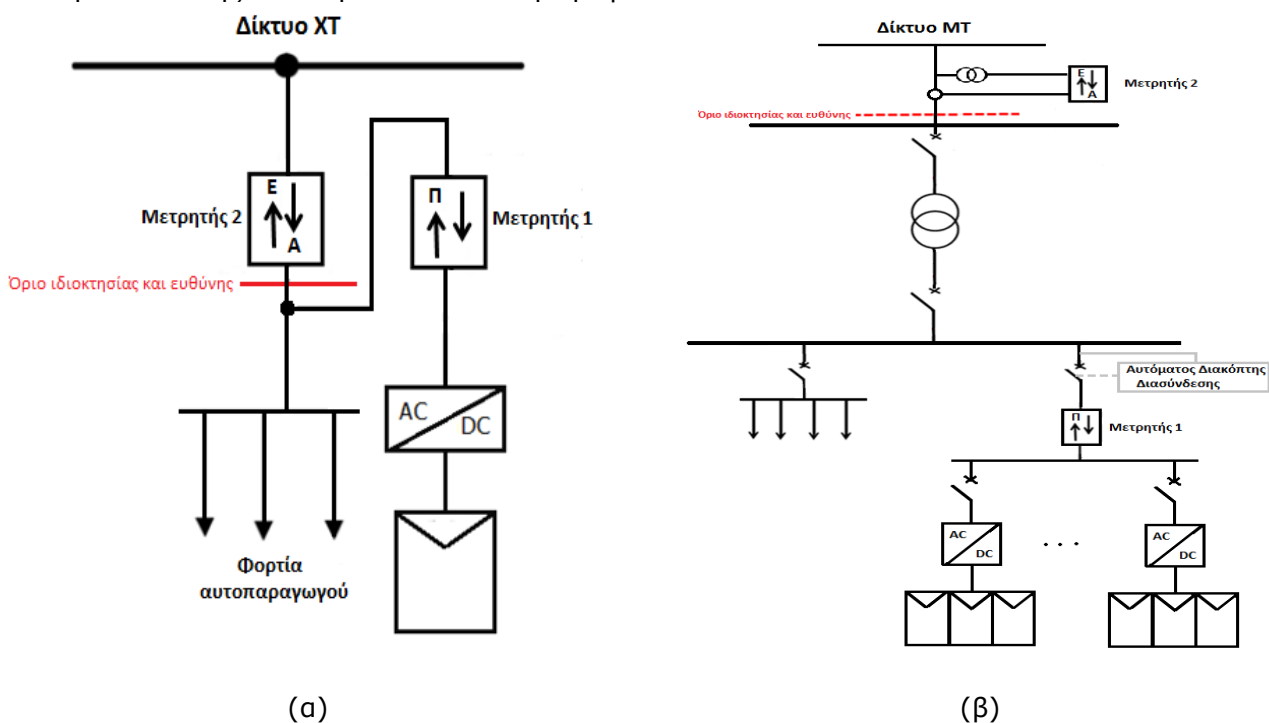 Δίκτυο ΧΤ
Ε
Α
Μετρητής 2
Π
Μετρητής 1
Όριο ιδιοκτησίας και ευθύνης
AC
DC
Φορτία
αυτοπαραγωγού
(α)
Δίκτυο ΜΤ
Ε
Α
Μετρητής 2
Όριο ιδιοκτησίας και ευθύνης
Αυτόματος Διακόπτης
Διασύνδεσης
Π
Μετρητής 1
AC
DC
. . .
AC
DC
(β)